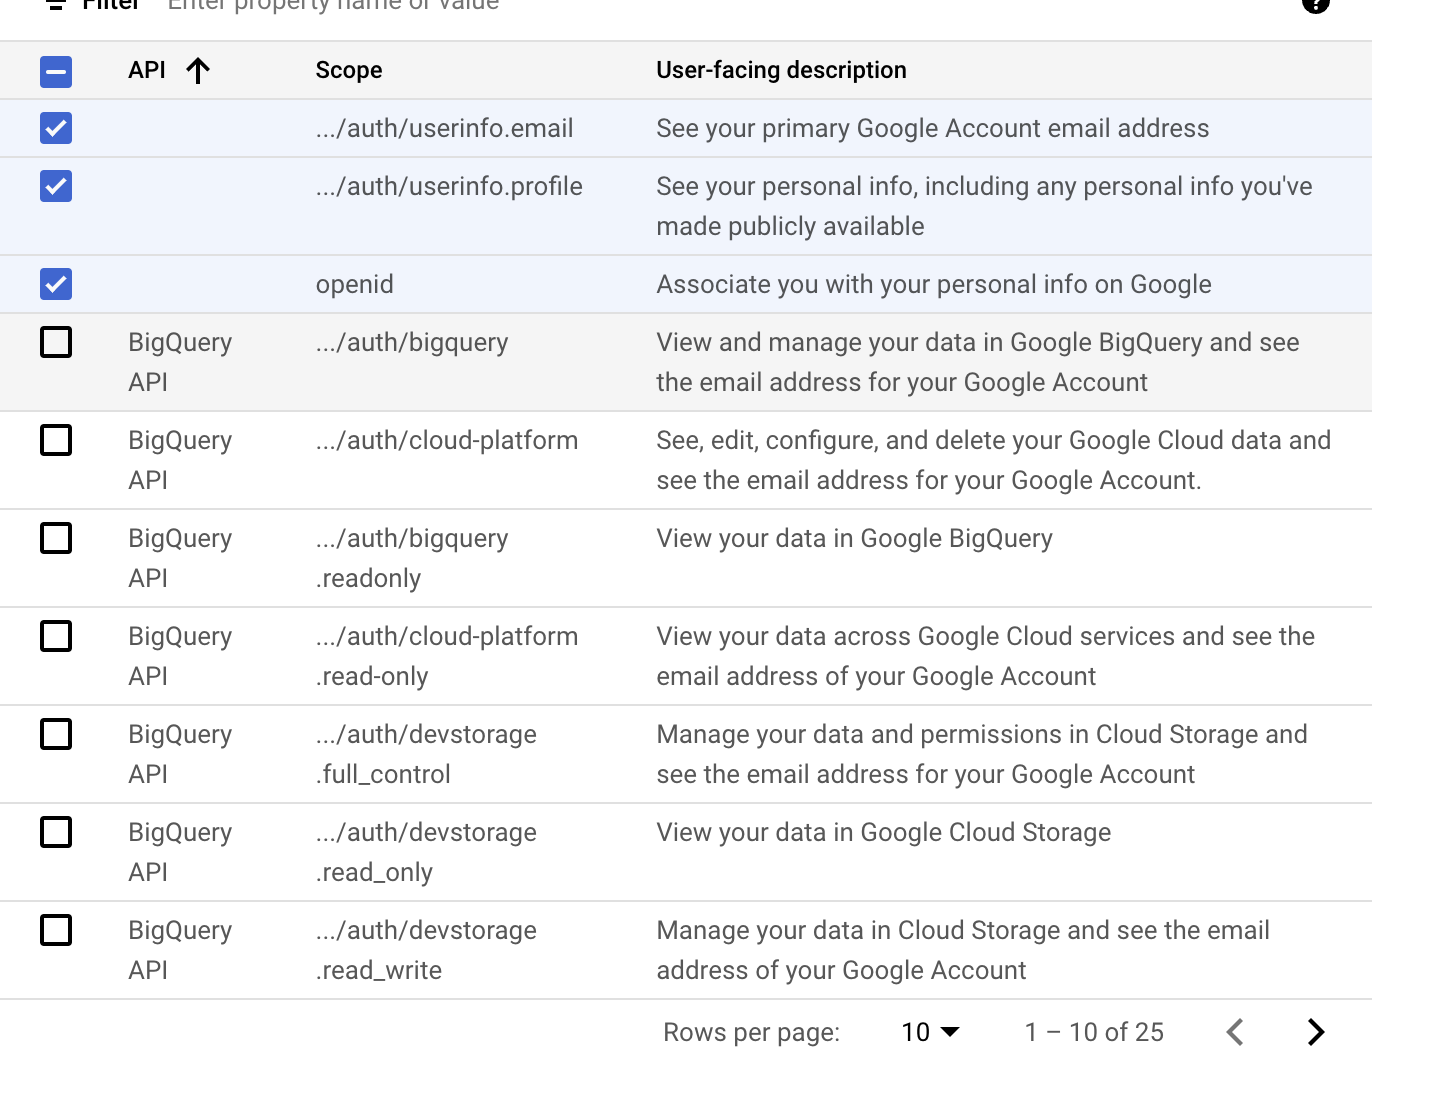 Filter Enter property name or value
API Scope User-facing description
.../auth/userinfo.email See your primary Google Account email address
.../auth/userinfo.profile See your personal info, including any personal info you've
made publicly available
openid Associate you with your personal info on Google
BigQuery .../auth/bigquery View and manage your data in Google BigQuery and see
API the email address for your Google Account
BigQuery .../auth/cloud-platform See, edit, configure, and delete your Google Cloud data and
API see the email address for your Google Account.
BigQuery .../auth/bigquery View your data in Google BigQuery
API .readonly
BigQuery .../auth/cloud-platform View your data across Google Cloud services and see the
API .read-only email address of your Google Account
BigQuery .../auth/devstorage Manage your data and permissions in Cloud Storage and
API .full_control see the email address for your Google Account
BigQuery .../auth/devstorage View your data in Google Cloud Storage
API .read_only
BigQuery .../auth/devstorage Manage your data in Cloud Storage and see the email
API .read_write address of your Google Account
Rows per page: 10 1 – 10 of 25